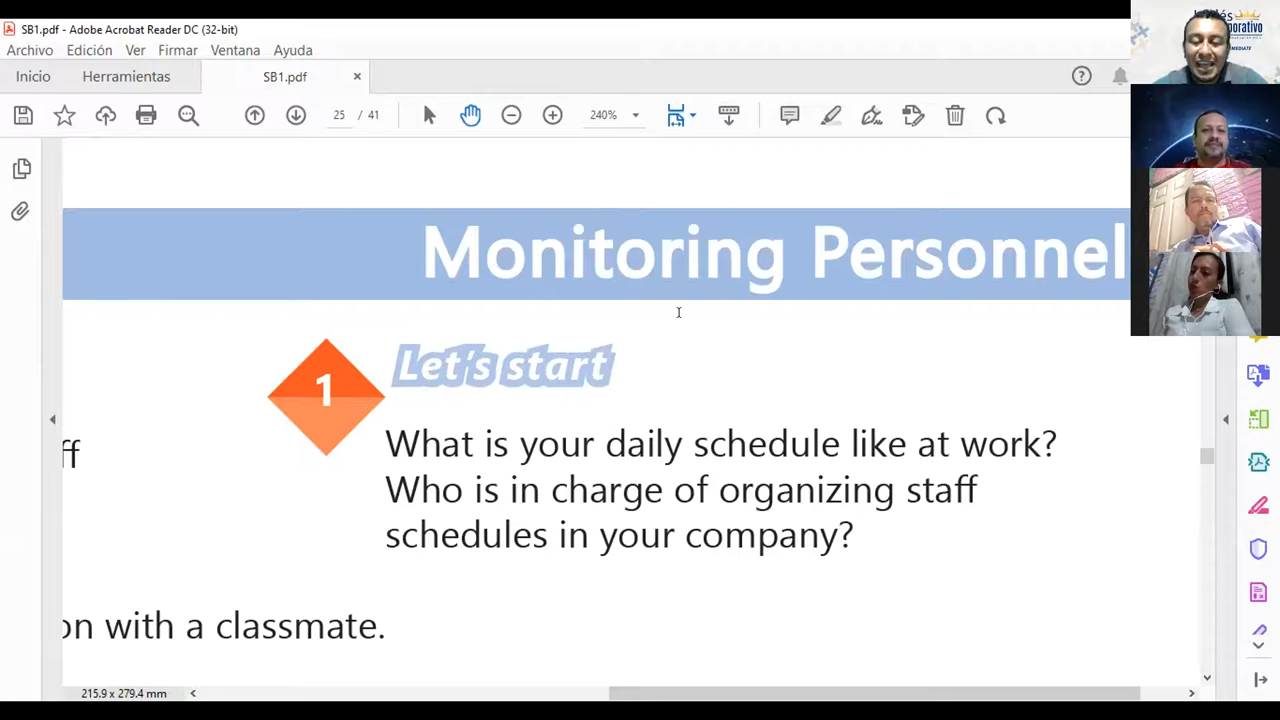 SB1.pdf - Adobe Acrobat Reader DC (32-bit)
Archivo Edición Ver Firmar Ventana Ayuda
Inicio Herramientas SB1.pdf
25 / 41 240%
Monitoring Personnel
1
Let's start
What is your daily schedule like at work?
Who is in charge of organizing staff
schedules in your company?
ff
on with a classmate.
215.9 x 279.4 mm